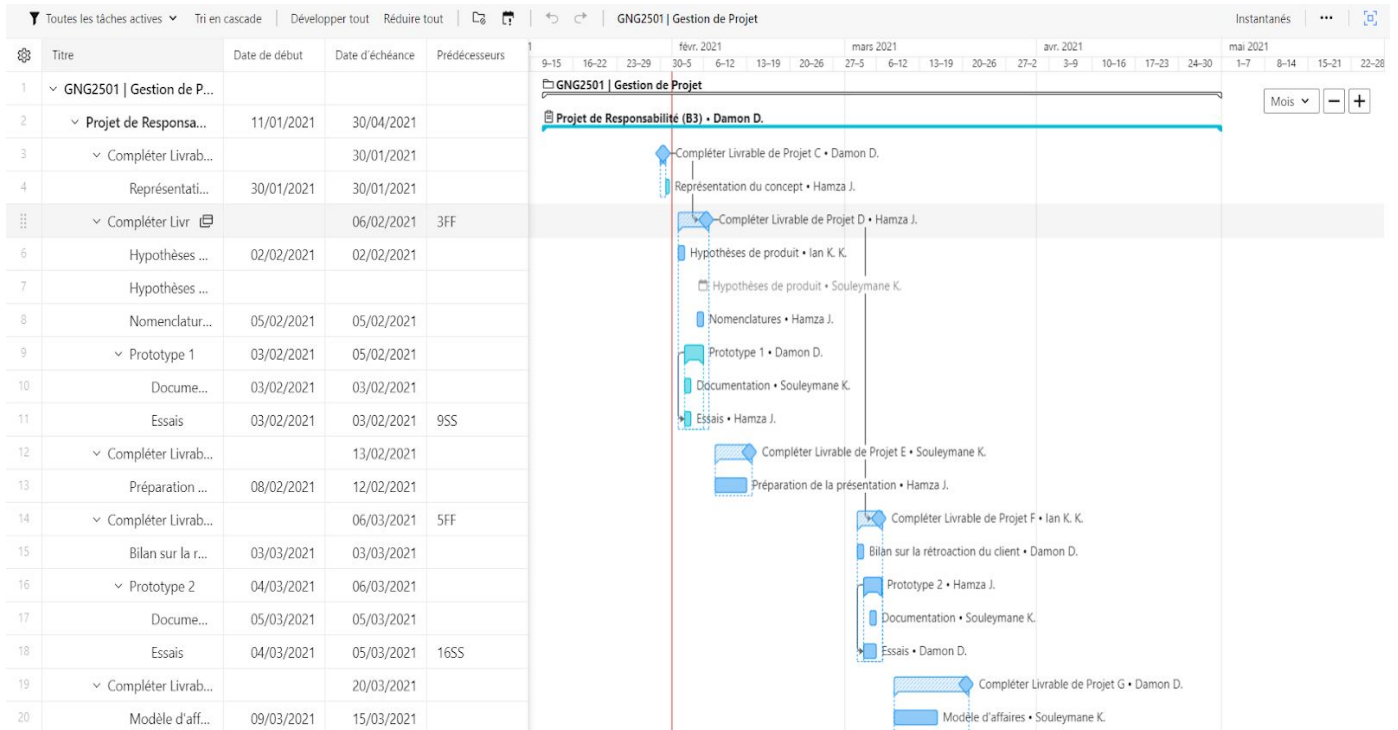 Toutes les tâches actives Tri en cascade Développer tout Réduire tout GNG2501 | Gestion de Projet Instantanés
Titre Date de début Date d'échéance Prédécesseurs
1 févr. 2021 mars 2021 avr. 2021 mai 2021
9-15 16-22 23-29 30-5 6-12 13-19 20-26 27-5 6-12 13-19 20-26 27-2 3-9 10-16 17-23 24-30 1-7 8-14 15-21 22-28
1 GNG2501 | Gestion de P... GNG2501 | Gestion de Projet
Mois
2 Projet de Responsa... 11/01/2021 30/04/2021 Projet de Responsabilité (B3) • Damon D.
3 Compléter Livrab... 30/01/2021 Compléter Livrable de Projet C • Damon D.
4 Représentati... 30/01/2021 30/01/2021 Représentation du concept • Hamza J.
Compléter Livr 06/02/2021 3FF Compléter Livrable de Projet D • Hamza J.
6 Hypothèses ... 02/02/2021 02/02/2021 Hypothèses de produit • Ian K. K.
7 Hypothèses ... Hypothèses de produit • Souleymane K.
8 Nomenclatur... 05/02/2021 05/02/2021 Nomenclatures • Hamza J.
9 Prototype 1 03/02/2021 05/02/2021 Prototype 1 • Damon D.
10 Docume... 03/02/2021 03/02/2021 Documentation • Souleymane K.
11 Essais 03/02/2021 03/02/2021 9SS Essais • Hamza J.
12 Compléter Livrab... 13/02/2021 Compléter Livrable de Projet E • Souleymane K.
13 Préparation ... 08/02/2021 12/02/2021 Préparation de la présentation • Hamza J.
14 Compléter Livrab... 06/03/2021 5FF Compléter Livrable de Projet F • Ian K. K.
15 Bilan sur la r... 03/03/2021 03/03/2021 Bilan sur la rétroaction du client • Damon D.
16 Prototype 2 04/03/2021 06/03/2021 Prototype 2 • Hamza J.
17 Docume... 05/03/2021 05/03/2021 Documentation • Souleymane K.
18 Essais 04/03/2021 05/03/2021 16SS Essais • Damon D.
19 Compléter Livrab... 20/03/2021 Compléter Livrable de Projet G • Damon D.
20 Modèle d'aff... 09/03/2021 15/03/2021 Modèle d'affaires • Souleymane K.